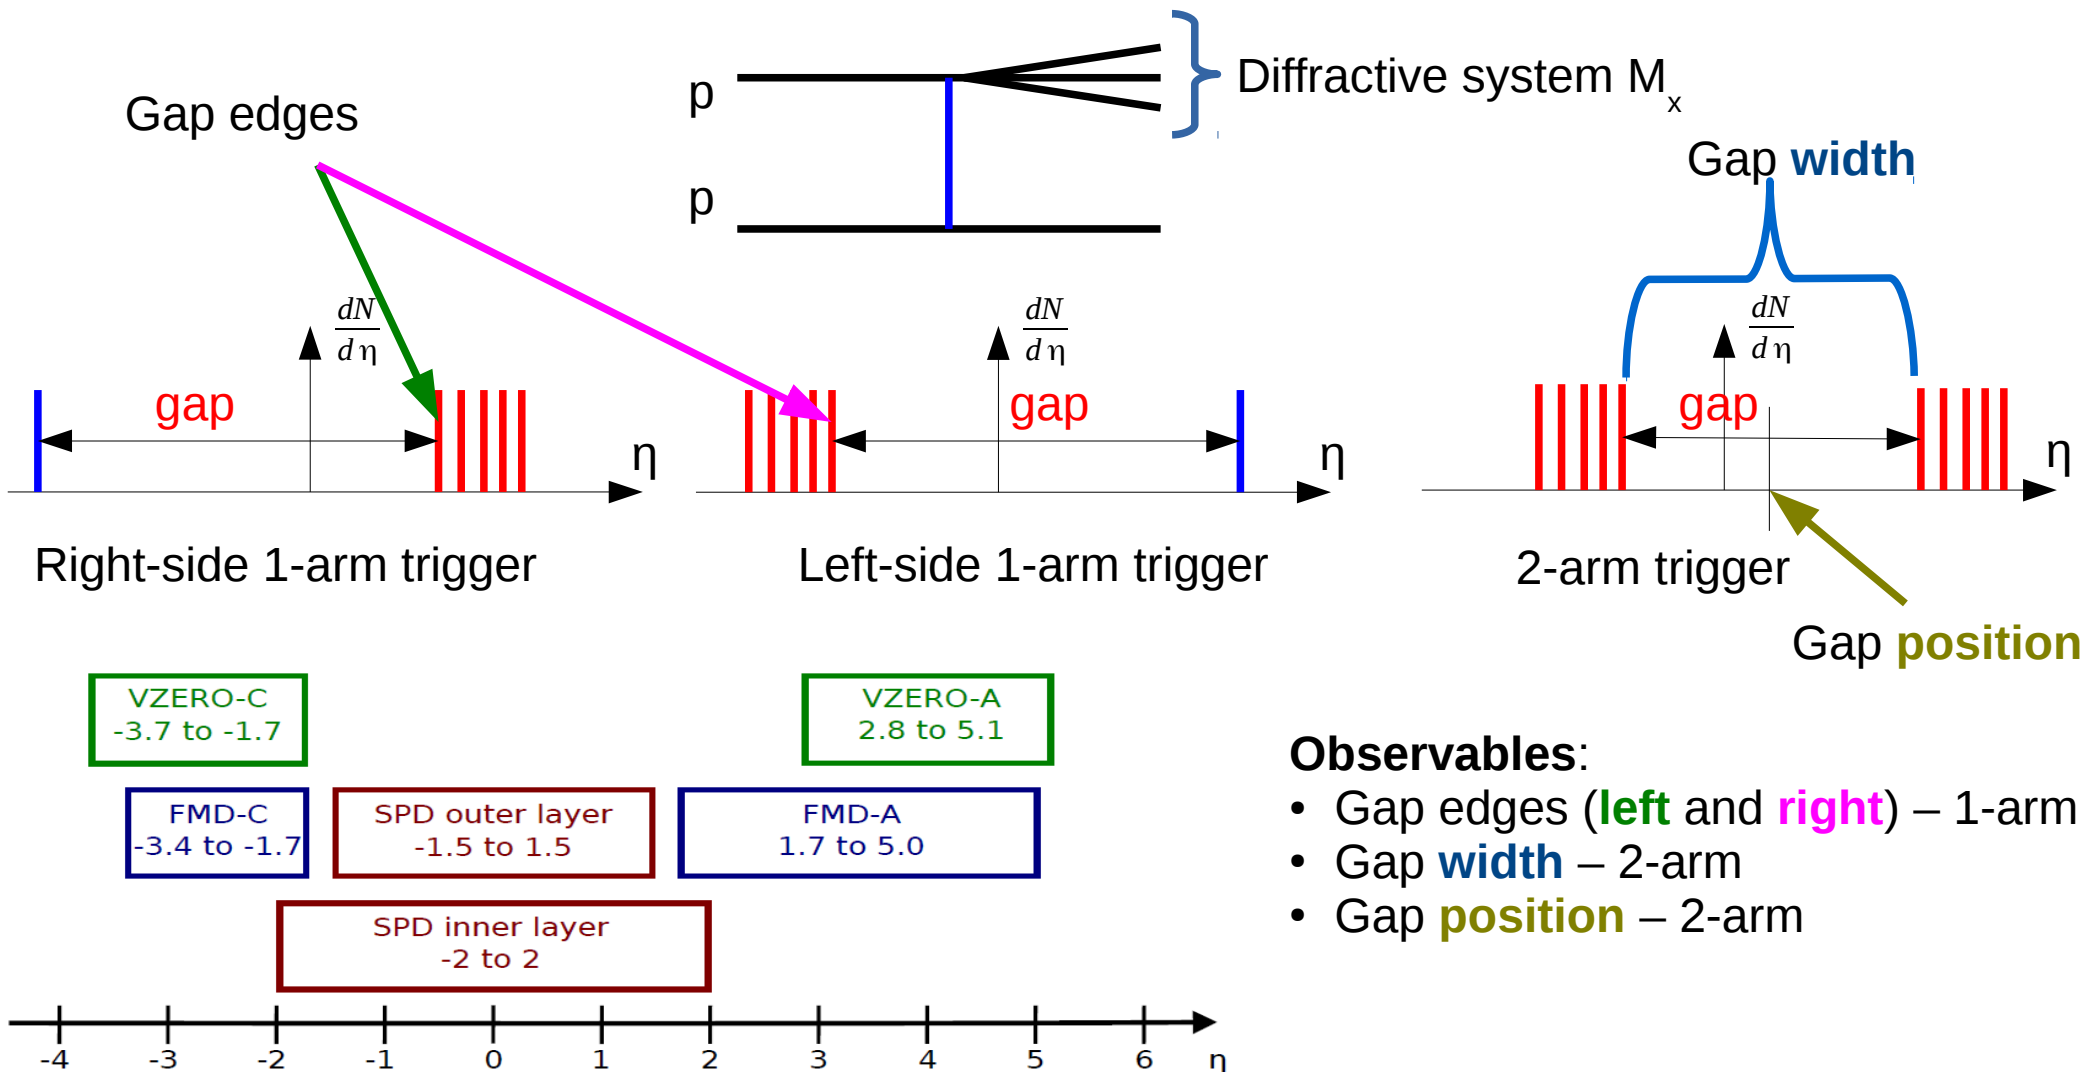 Gap edges
p
p
Diffractive system Mx
Gap width
dN
d η
gap
η
dN
d η
gap
η
dN
d η
gap
η
Right-side 1-arm trigger
Left-side 1-arm trigger
2-arm trigger
Gap position
VZERO-C
-3.7 to -1.7
VZERO-A
2.8 to 5.1
FMD-C
-3.4 to -1.7
SPD outer layer
-1.5 to 1.5
FMD-A
1.7 to 5.0
SPD inner layer
-2 to 2
-4 -3 -2 -1 0 1 2 3 4 5 6 η
Observables:
• Gap edges (left and right) – 1-arm
• Gap width – 2-arm
• Gap position – 2-arm